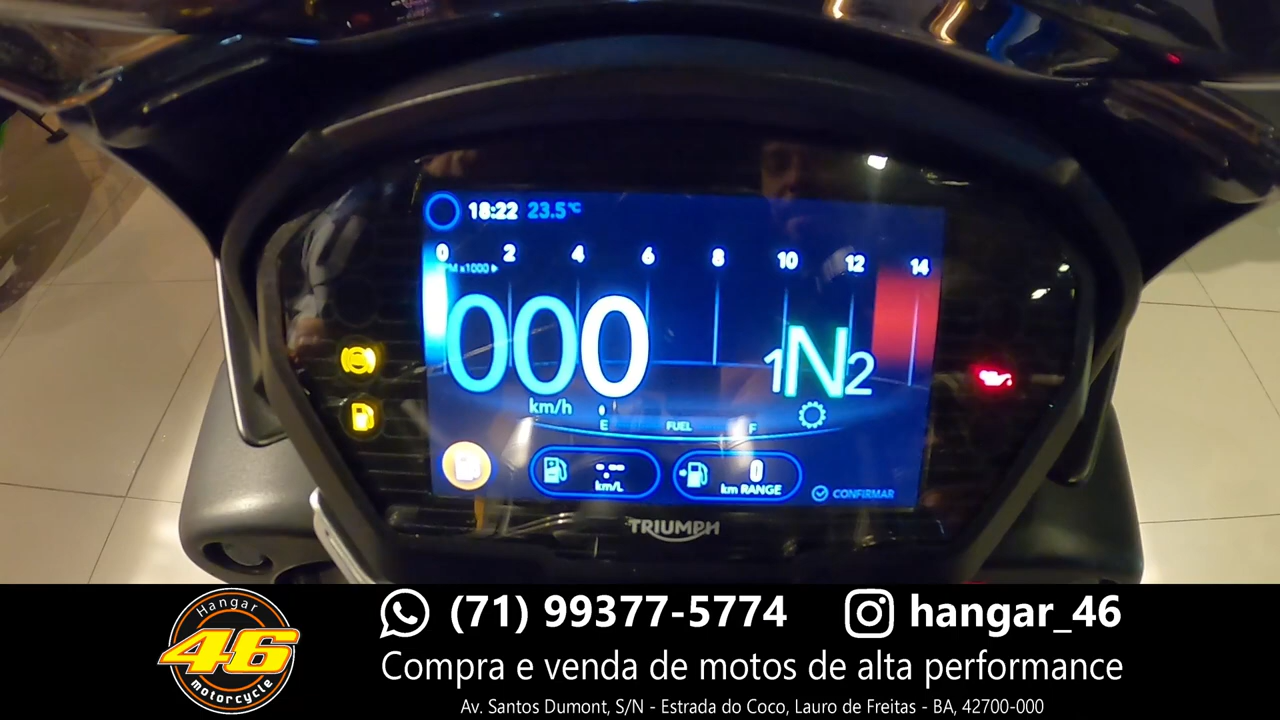 18:22 23.5°C
0 2 4 6 8 10 12 14
x1000
000 1N2
km/h
E FUEL F
-.-- 0
km/L km RANGE
CONFIRMAR
TRIUMPH
Hangar
46
motorcycle
(71) 99377-5774 hangar_46
Compra e venda de motos de alta performance
Av. Santos Dumont, S/N - Estrada do Coco, Lauro de Freitas - BA, 42700-000